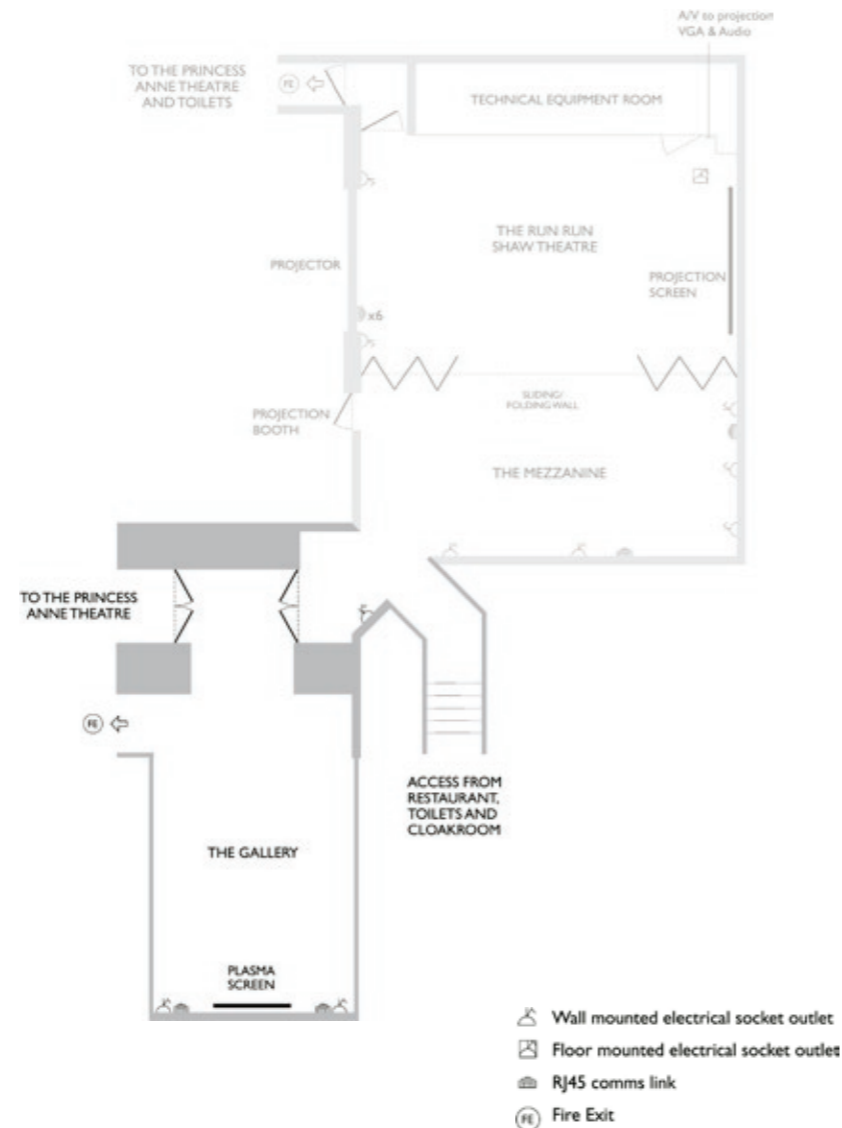 A/V to projection
VGA & Audio
TO THE PRINCESS
ANNE THEATRE
AND TOILETS
FE
TECHNICAL EQUIPMENT ROOM
THE RUN RUN
SHAW THEATRE
PROJECTOR
PROJECTION
SCREEN
x6
SLIDING/
FOLDING WALL
PROJECTION
BOOTH
THE MEZZANINE
TO THE PRINCESS
ANNE THEATRE
FE
ACCESS FROM
RESTAURANT,
TOILETS AND
CLOAKROOM
THE GALLERY
PLASMA
SCREEN
Wall mounted electrical socket outlet
Floor mounted electrical socket outlet
RJ45 comms link
FE Fire Exit